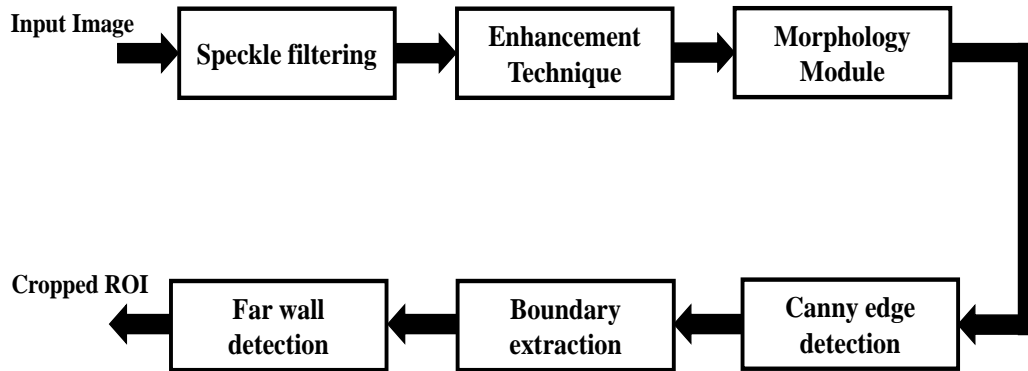 Input Image
Speckle filtering
Enhancement
Technique
Morphology
Module
Cropped ROI
Far wall
detection
Boundary
extraction
Canny edge
detection